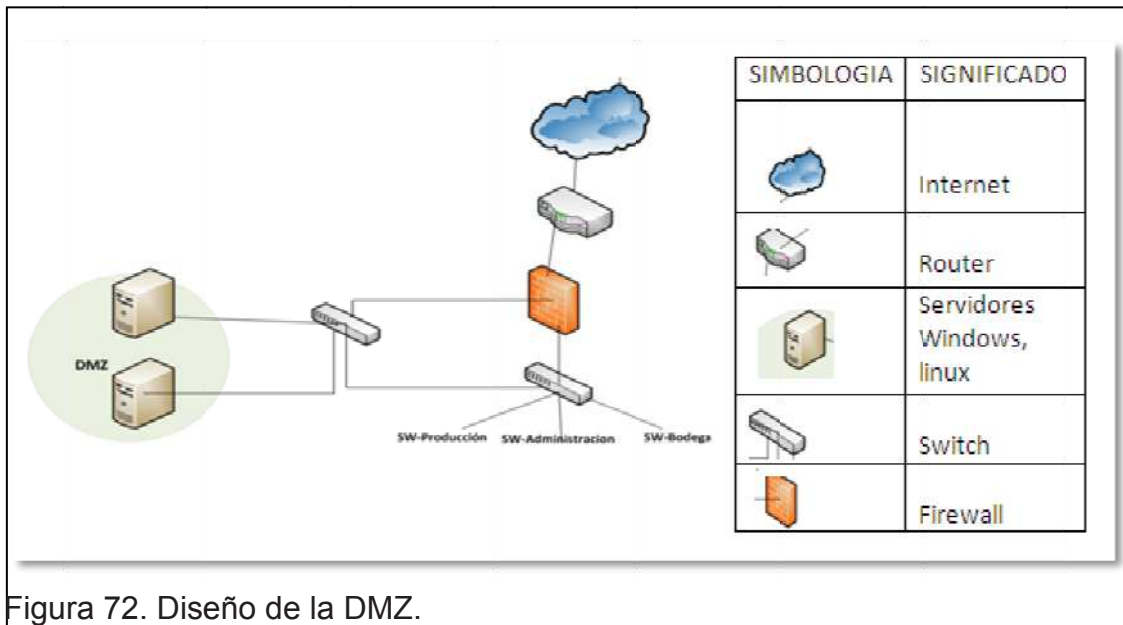 SIMBOLOGIA SIGNIFICADO
Internet
Router
Servidores
Windows,
linux
Switch
Firewall
DMZ
SW-Producción SW-Administracion SW-Bodega
Figura 72. Diseño de la DMZ.